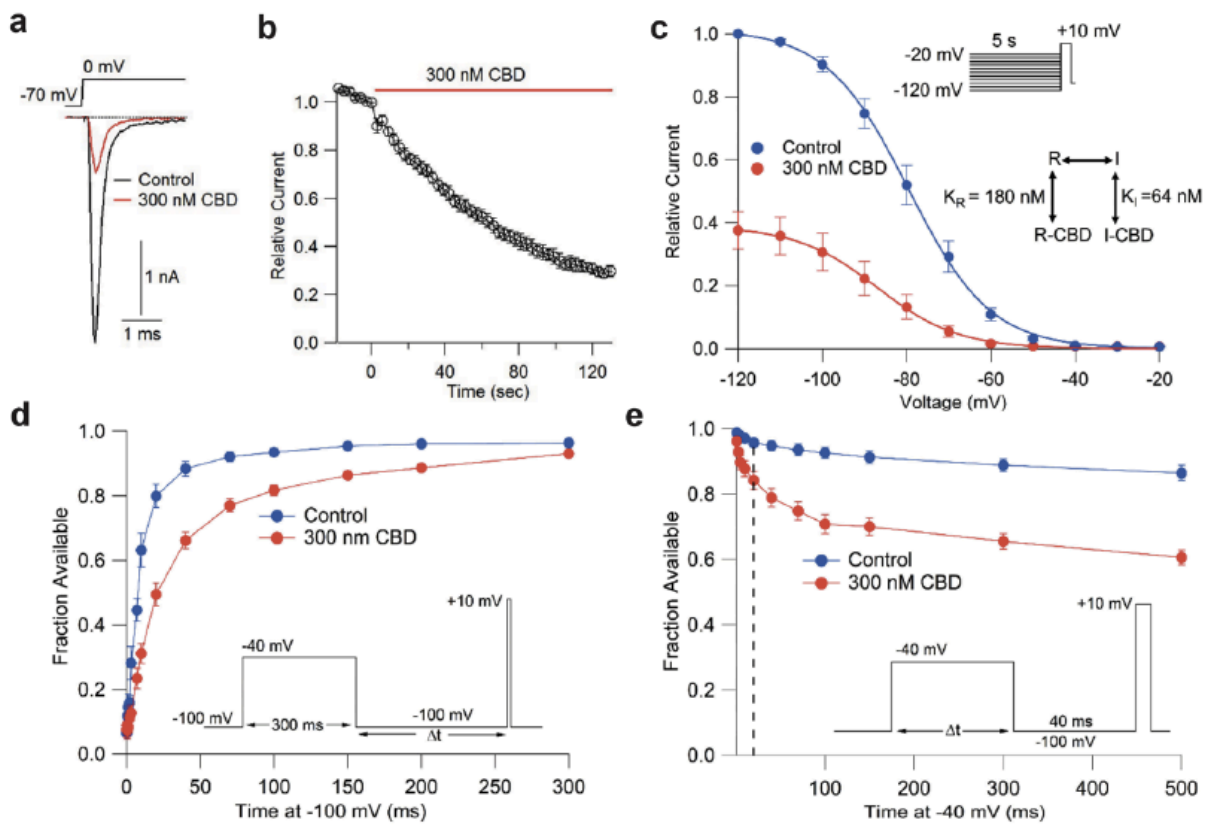 a
0 mV
-70 mV
Control
300 nM CBD
1 nA
1 ms
b
300 nM CBD
1.0
0.8
0.6
0.4
0.2
0.0
Relative Current
0
40
80
120
Time (sec)
c
5 s
+10 mV
-20 mV
-120 mV
Control
300 nM CBD
R
I
KR = 180 nM
KI =64 nM
R-CBD
I-CBD
1.0
0.8
0.6
0.4
0.2
0.0
Relative Current
-120
-100
-80
-60
-40
-20
Voltage (mV)
d
1.0
0.8
0.6
0.4
0.2
0.0
Fraction Available
Control
300 nm CBD
+10 mV
-40 mV
-100 mV
300 ms
-100 mV
Δt
0
50
100
150
200
250
300
Time at -100 mV (ms)
e
1.0
0.8
0.6
0.4
0.2
0.0
Fraction Available
Control
300 nM CBD
+10 mV
-40 mV
Δt
40 ms
-100 mV
100
200
300
400
500
Time at -40 mV (ms)